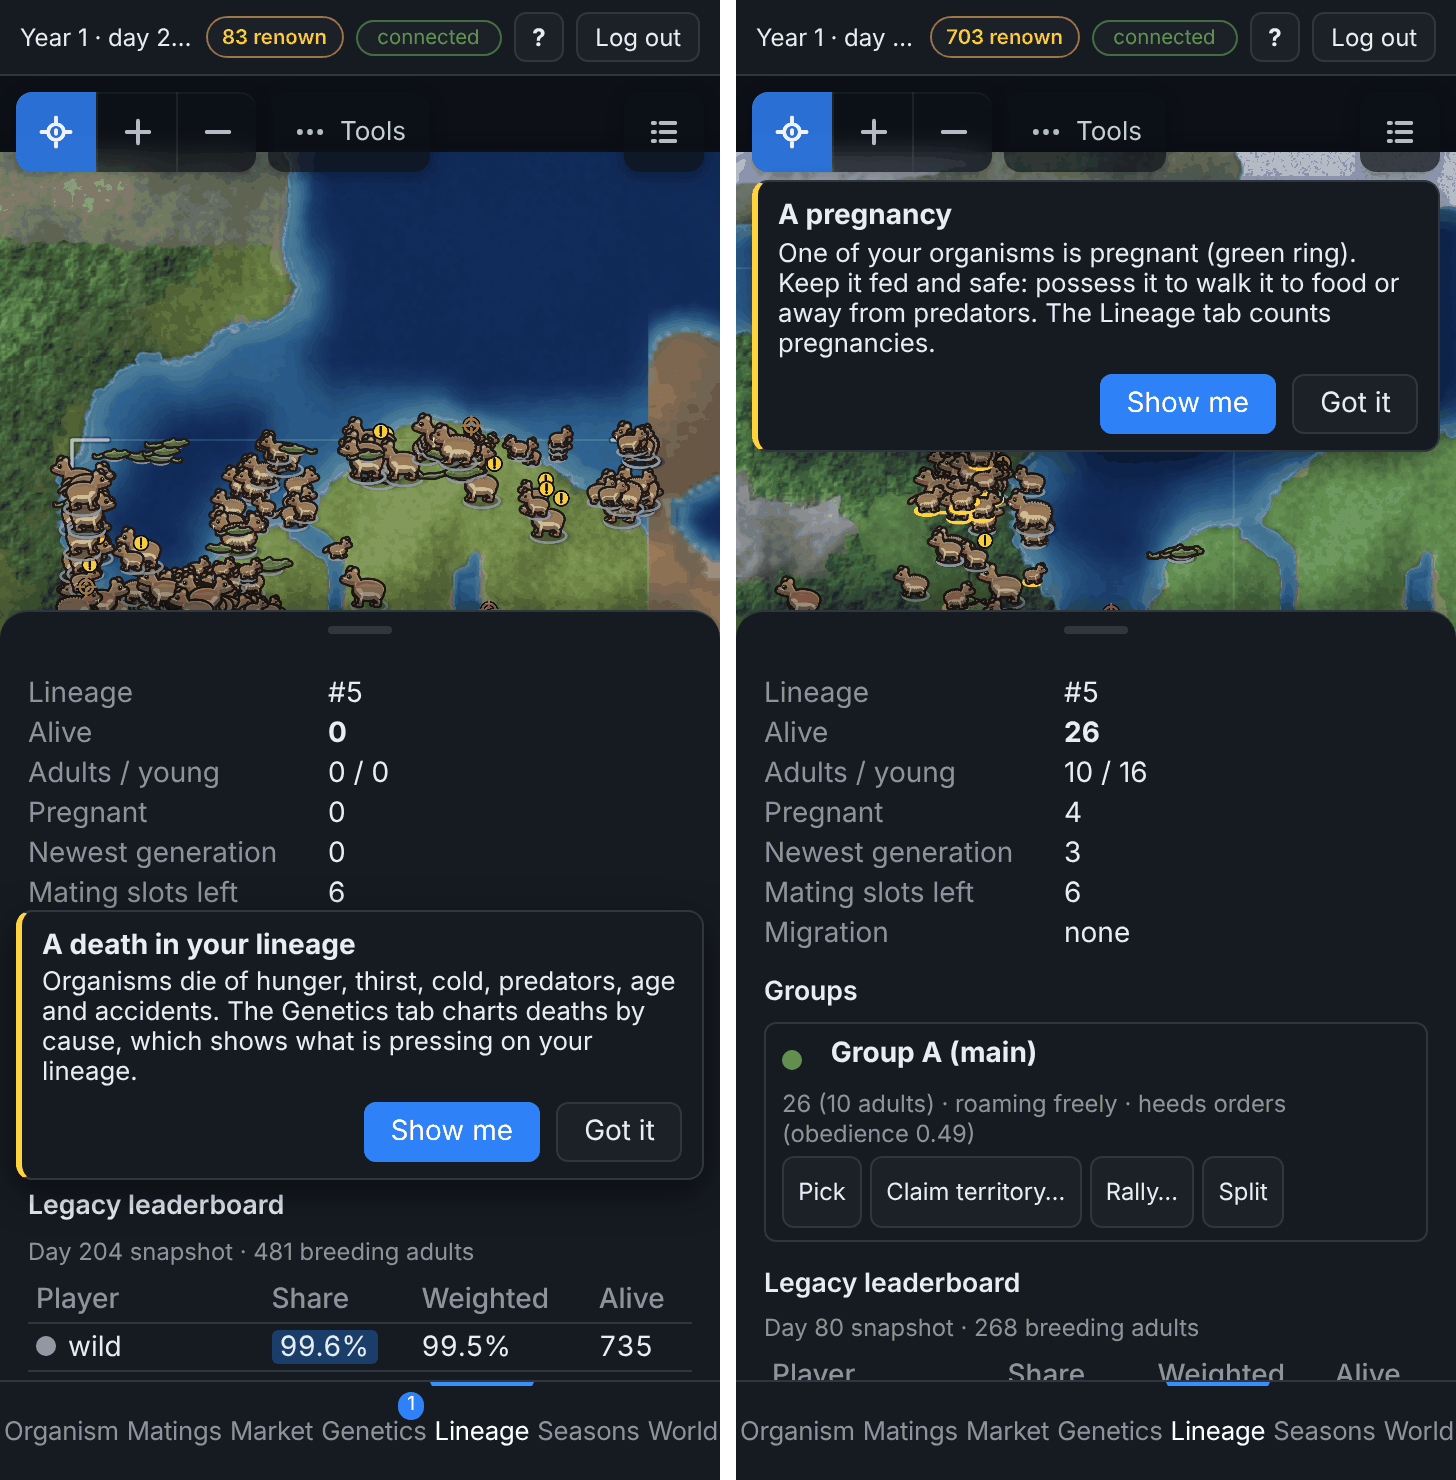 Year 1 · day 2...
83 renown
connected
?
Log out
Tools
Lineage #5
Alive 0
Adults / young 0 / 0
Pregnant 0
Newest generation 0
Mating slots left 6
A death in your lineage
Organisms die of hunger, thirst, cold, predators, age
and accidents. The Genetics tab charts deaths by
cause, which shows what is pressing on your
lineage.
Show me
Got it
Legacy leaderboard
Day 204 snapshot · 481 breeding adults
Player Share Weighted Alive
wild 99.6% 99.5% 735
1
Organism Matings Market Genetics Lineage Seasons World
Year 1 · day ...
703 renown
connected
?
Log out
Tools
A pregnancy
One of your organisms is pregnant (green ring).
Keep it fed and safe: possess it to walk it to food or
away from predators. The Lineage tab counts
pregnancies.
Show me
Got it
Lineage #5
Alive 26
Adults / young 10 / 16
Pregnant 4
Newest generation 3
Mating slots left 6
Migration none
Groups
Group A (main)
26 (10 adults) · roaming freely · heeds orders
(obedience 0.49)
Pick
Claim territory...
Rally...
Split
Legacy leaderboard
Day 80 snapshot · 268 breeding adults
Player Share Weighted Alive
Organism Matings Market Genetics Lineage Seasons World